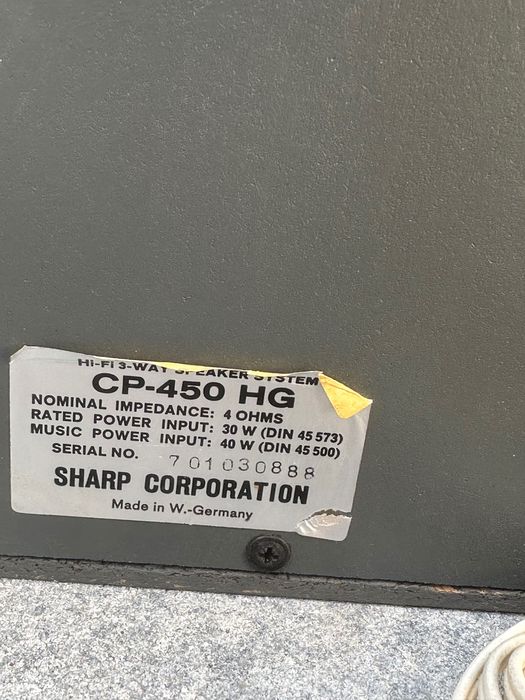 Hi-Fi 3-WAY SPEAKER SYSTEM
CP-450 HG
NOMINAL IMPEDANCE: 4 OHMS
RATED POWER INPUT: 30 W (DIN 45 573)
MUSIC POWER INPUT: 40 W (DIN 45 500)
SERIAL NO. 701030888
SHARP CORPORATION
Made in W.-Germany